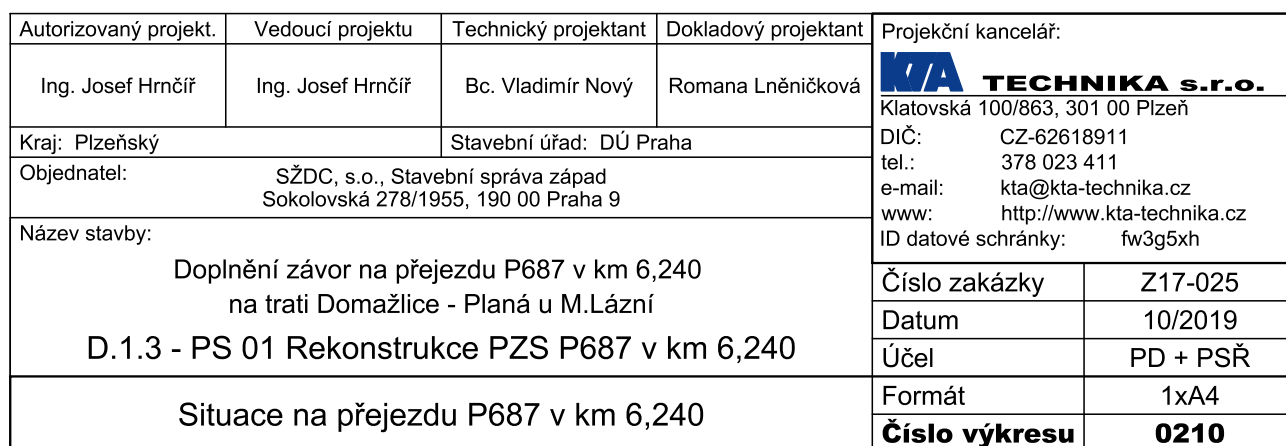 Autorizovaný projekt. Vedoucí projektu Technický projektant Dokladový projektant
Ing. Josef Hrnčíř Ing. Josef Hrnčíř Bc. Vladimír Nový Romana Lněničková
Kraj: Plzeňský Stavební úřad: DÚ Praha
Objednatel: SŽDC, s.o., Stavební správa západ
Sokolovská 278/1955, 190 00 Praha 9
Název stavby:
Doplnění závor na přejezdu P687 v km 6,240
na trati Domažlice - Planá u M.Lázní
D.1.3 - PS 01 Rekonstrukce PZS P687 v km 6,240
Situace na přejezdu P687 v km 6,240
Projekční kancelář:
KTA TECHNIKA s.r.o.
Klatovská 100/863, 301 00 Plzeň
DIČ: CZ-62618911
tel.: 378 023 411
e-mail: kta@kta-technika.cz
www: http://www.kta-technika.cz
ID datové schránky: fw3g5xh
Číslo zakázky Z17-025
Datum 10/2019
Účel PD + PSŘ
Formát 1xA4
Číslo výkresu 0210